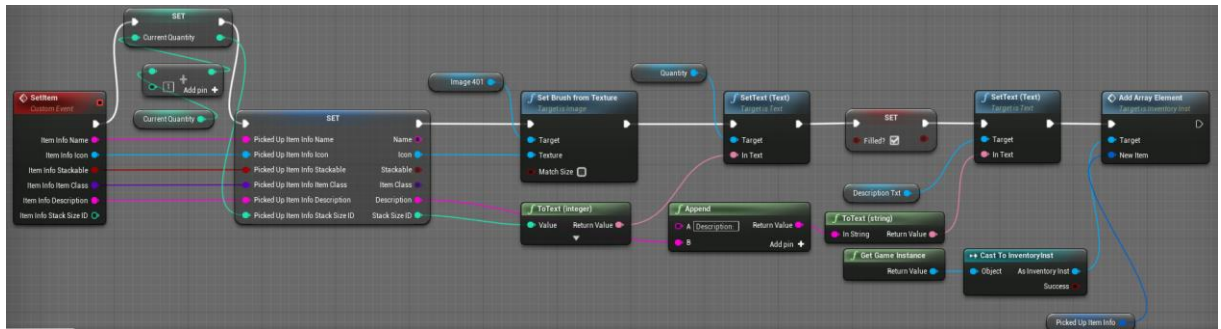 SET
Current Quantity
+
1
Add pin +
Current Quantity
SetItem
Custom Event
Item Info Name
Item Info Icon
Item Info Stackable
Item Info Item Class
Item Info Description
Item Info Stack Size ID
SET
Picked Up Item Info Name Name
Picked Up Item Info Icon Icon
Picked Up Item Info Stackable Stackable
Picked Up Item Info Item Class Item Class
Picked Up Item Info Description Description
Picked Up Item Info Stack Size ID Stack Size ID
Image 401
f Set Brush from Texture
Target is Image
Target
Texture
Match Size
f ToText (integer)
Value Return Value
Quantity
f SetText (Text)
Target is Text
Target
In Text
f Append
A Description: Return Value
B Add pin +
SET
Filled?
Description Txt
f ToText (string)
In String Return Value
f Get Game Instance
Return Value
f SetText (Text)
Target is Text
Target
In Text
Cast To InventoryInst
Object As Inventory Inst
Success
Add Array Element
Target is Inventory Inst
Target
New Item
Picked Up Item Info